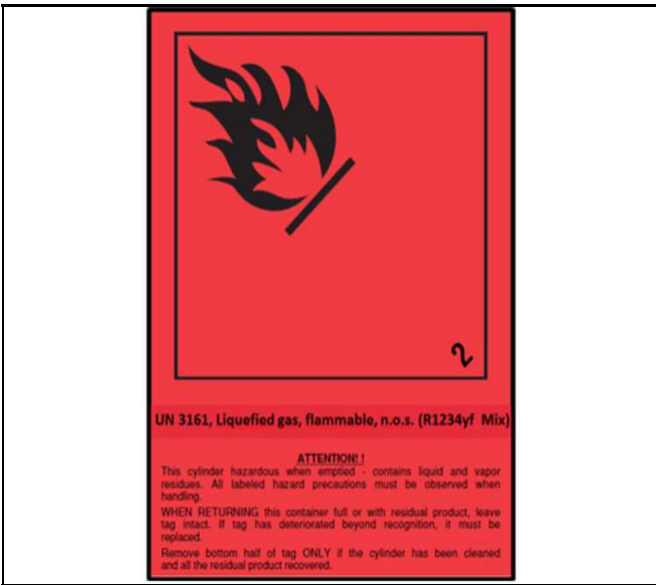 2
UN 3161, Liquefied gas, flammable, n.o.s. (R1234yf Mix)
ATTENTION! !
This cylinder hazardous when emptied - contains liquid and vapor
residues. All labeled hazard precautions must be observed when
handling.
WHEN RETURNING this container full or with residual product, leave
tag intact. If tag has deteriorated beyond recognition, it must be
replaced.
Remove bottom half of tag ONLY if the cylinder has been cleaned
and all the residual product recovered.